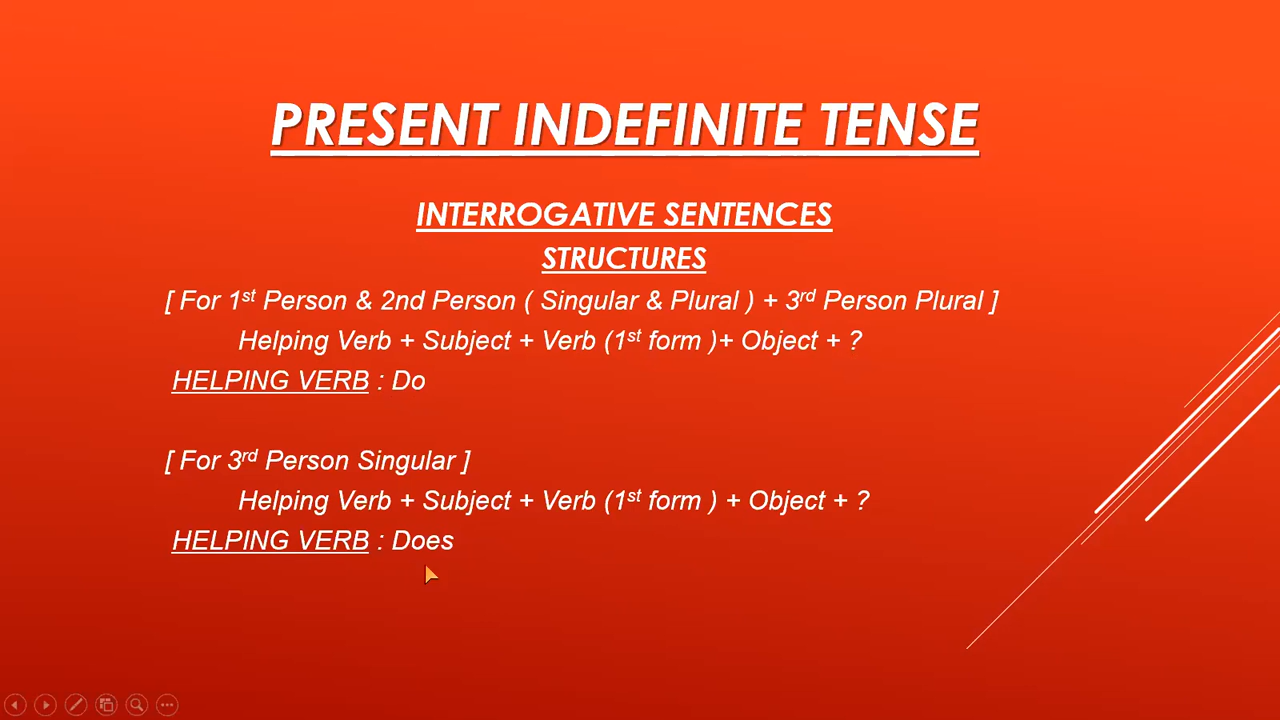 PRESENT INDEFINITE TENSE
INTERROGATIVE SENTENCES
STRUCTURES
[ For 1st Person & 2nd Person ( Singular & Plural ) + 3rd Person Plural ]
Helping Verb + Subject + Verb (1st form )+ Object + ?
HELPING VERB : Do
[ For 3rd Person Singular ]
Helping Verb + Subject + Verb (1st form ) + Object + ?
HELPING VERB : Does